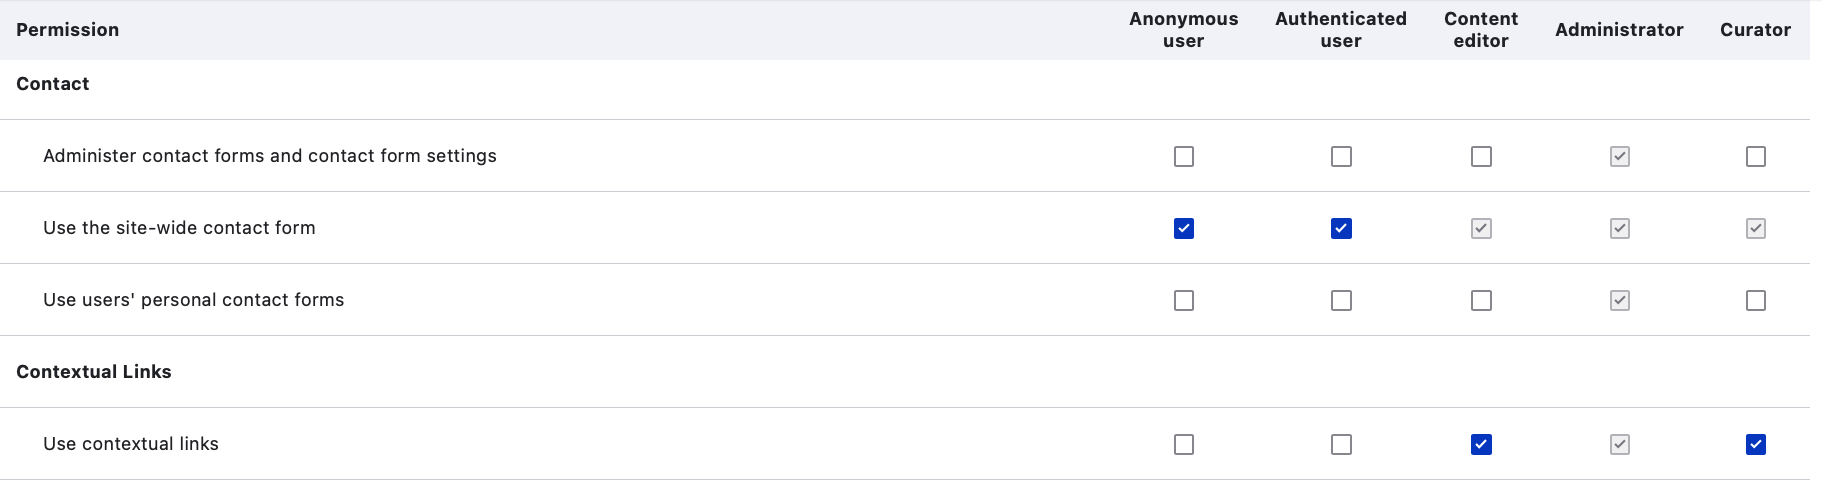 Permission Anonymous user Authenticated user Content editor Administrator Curator
Contact
Administer contact forms and contact form settings
Use the site-wide contact form
Use users' personal contact forms
Contextual Links
Use contextual links